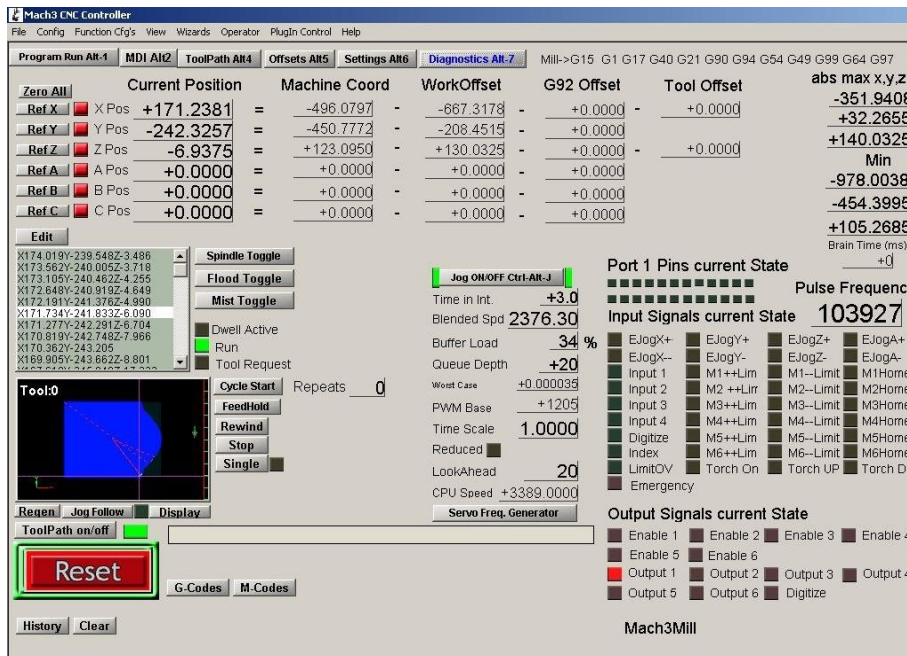 Mach3 CNC Controller
File Config Function Cfg's View Wizards Operator PlugIn Control Help
Program Run Alt-1 MDI Alt2 ToolPath Alt4 Offsets Alt5 Settings Alt6 Diagnostics Alt-7 Mill->G15 G1 G17 G40 G21 G90 G94 G54 G49 G99 G64 G97
Zero All Current Position Machine Coord WorkOffset G92 Offset Tool Offset abs max x,y,z
Ref X X Pos +171.2381 = -496.0797 - -667.3178 - +0.0000 - +0.0000 -351.9408
Ref Y Y Pos -242.3257 = -450.7772 - -208.4515 - +0.0000 +32.2655
Ref Z Z Pos -6.9375 = +123.0950 - +130.0325 - +0.0000 - +0.0000 +140.0325
Min
Ref A A Pos +0.0000 = +0.0000 - +0.0000 - +0.0000 -978.0038
Ref B B Pos +0.0000 = +0.0000 - +0.0000 - +0.0000 -454.3995
Ref C C Pos +0.0000 = +0.0000 - +0.0000 - +0.0000 +105.2685
Edit Brain Time (ms)
+0
X174.019Y-239.548Z-3.486
X173.562Y-240.005Z-3.718
X173.105Y-240.462Z-4.255
X172.648Y-240.919Z-4.649
X172.191Y-241.376Z-4.990
X171.734Y-241.833Z-6.090
X171.277Y-242.291Z-6.704
X170.819Y-242.748Z-7.966
X170.362Y-243.205
X169.905Y-243.662Z-8.801
Spindle Toggle
Flood Toggle
Mist Toggle
Dwell Active
Run
Tool Request
Jog ON/OFF Ctrl-Alt-J
Time in Int. +3.0
Blended Spd 2376.30
Buffer Load 34 %
Queue Depth +20
Worst Case +0.000035
PWM Base +1205
Time Scale 1.0000
Reduced
LookAhead 20
CPU Speed +3389.0000
Servo Freq. Generator
Port 1 Pins current State
Pulse Frequenc
103927
Input Signals current State
EJogX+ EJogY+ EJogZ+ EJogA+
EJogX-- EJogY- EJogZ- EJogA-
Input 1 M1++Lim M1--Limit M1Home
Input 2 M2 ++Lim M2--Limit M2Home
Input 3 M3++Lim M3--Limit M3Home
Input 4 M4++Lim M4--Limit M4Home
Digitize M5++Lim M5--Limit M5Home
Index M6++Lim M6--Limit M6Home
LimitOV Torch On Torch UP Torch D
Emergency
Tool:0
Cycle Start Repeats 0
FeedHold
Rewind
Stop
Single
Regen Jog Follow Display
ToolPath on/off
Reset
G-Codes M-Codes
History Clear
Output Signals current State
Enable 1 Enable 2 Enable 3 Enable 4
Enable 5 Enable 6
Output 1 Output 2 Output 3 Output 4
Output 5 Output 6 Digitize
Mach3Mill